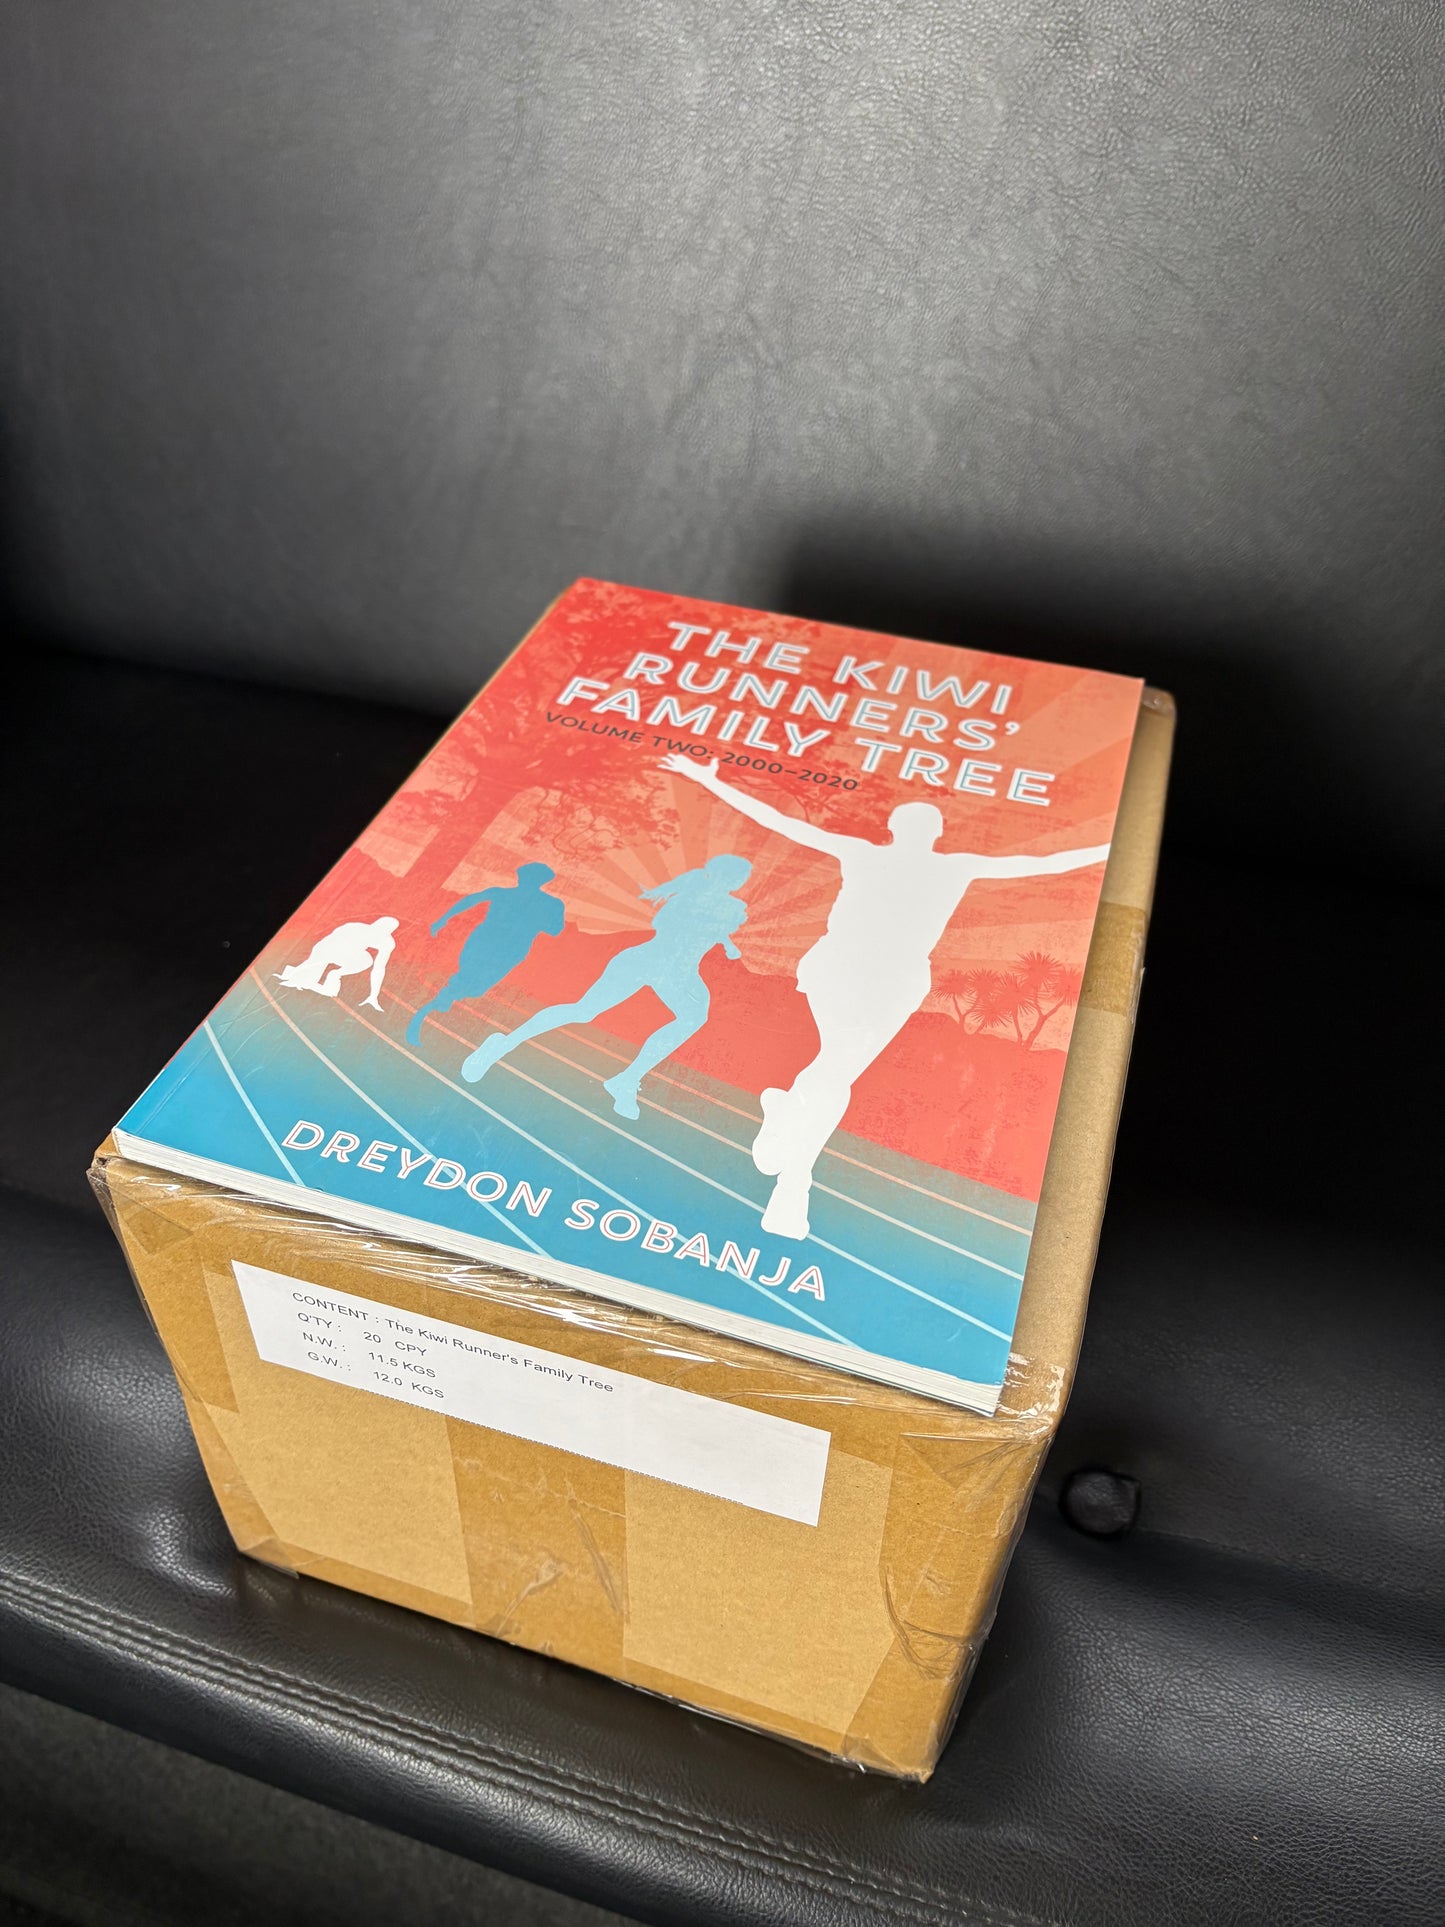 THE KIWI
RUNNERS'
FAMILY TREE
VOLUME TWO: 2000–2020
DREYDON SOBANJA
CONTENT : The Kiwi Runner's Family Tree
Q'TY : 20 CPY
N.W. : 11.5 KGS
G.W. : 12.0 KGS